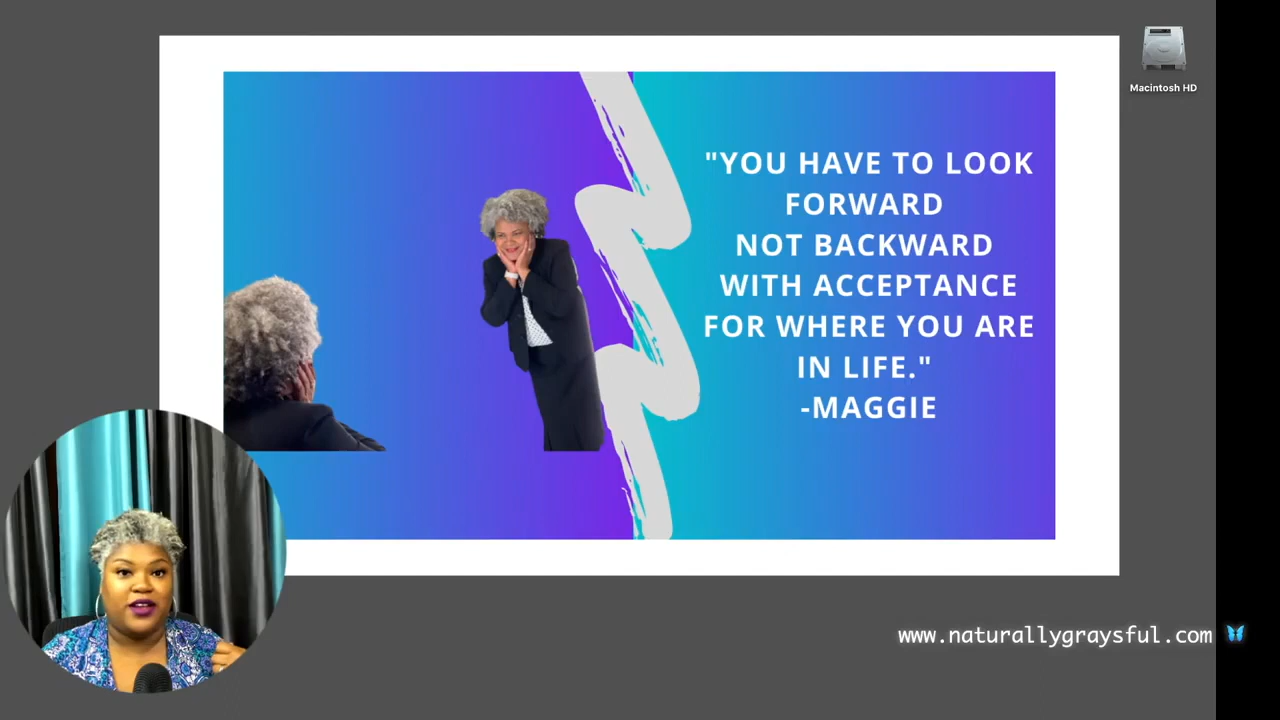 Macintosh HD
"YOU HAVE TO LOOK
FORWARD
NOT BACKWARD
WITH ACCEPTANCE
FOR WHERE YOU ARE
IN LIFE."
-MAGGIE
www.naturallygraysful.com 🦋